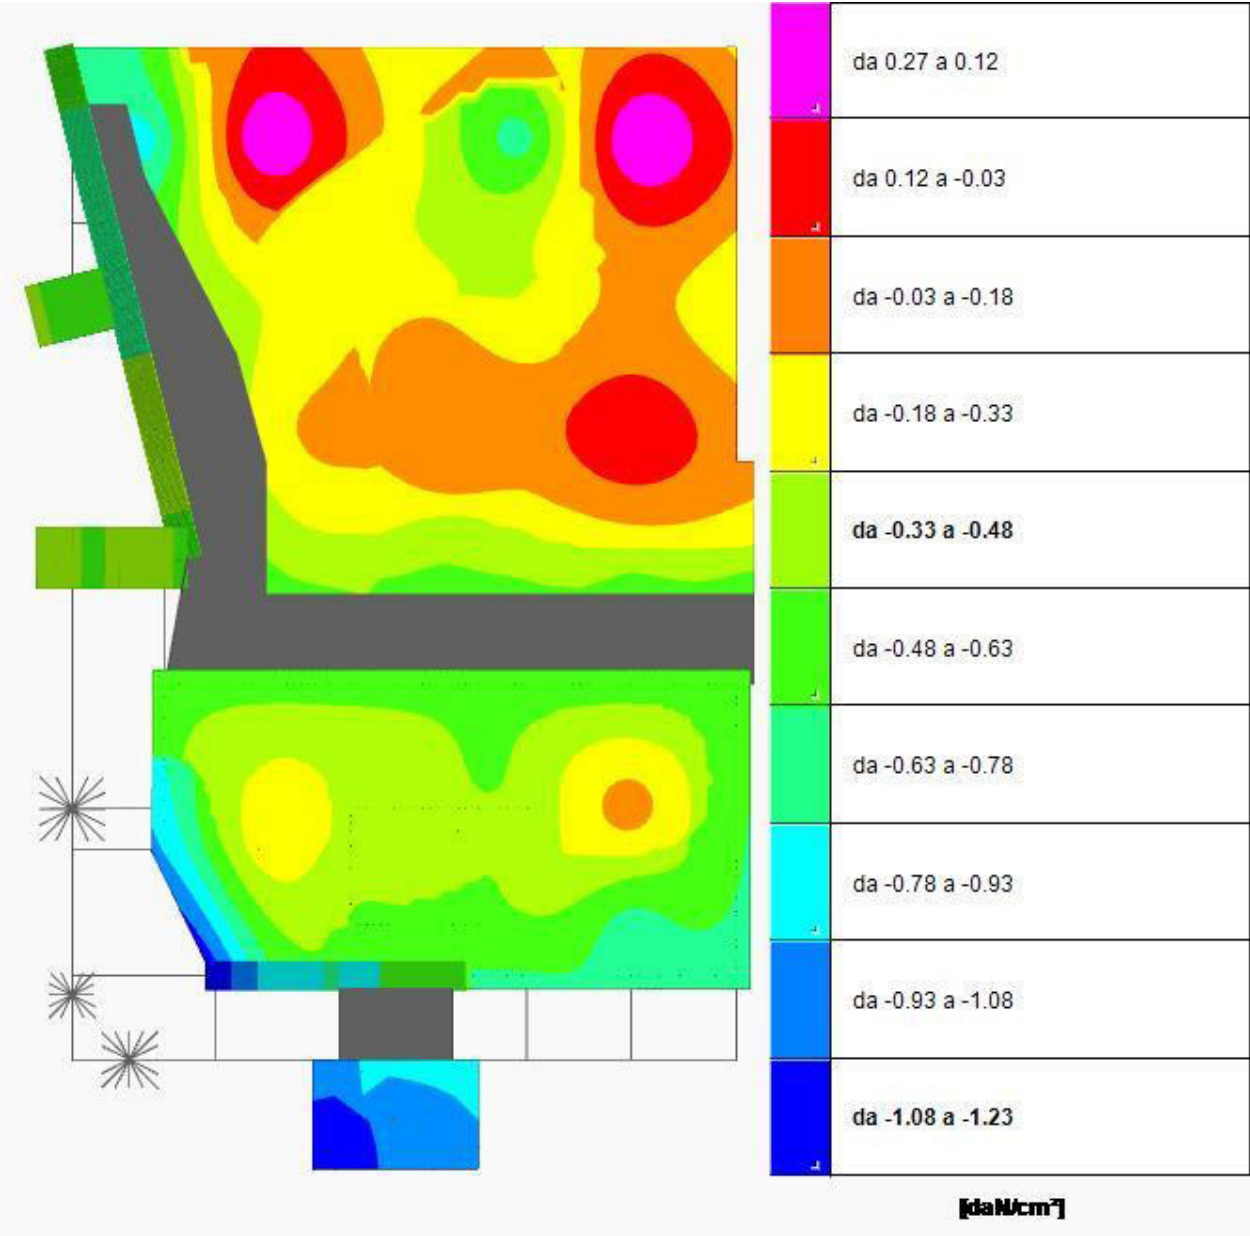 da 0.27 a 0.12
da 0.12 a -0.03
da -0.03 a -0.18
da -0.18 a -0.33
da -0.33 a -0.48
da -0.48 a -0.63
da -0.63 a -0.78
da -0.78 a -0.93
da -0.93 a -1.08
da -1.08 a -1.23
[daN/cm²]